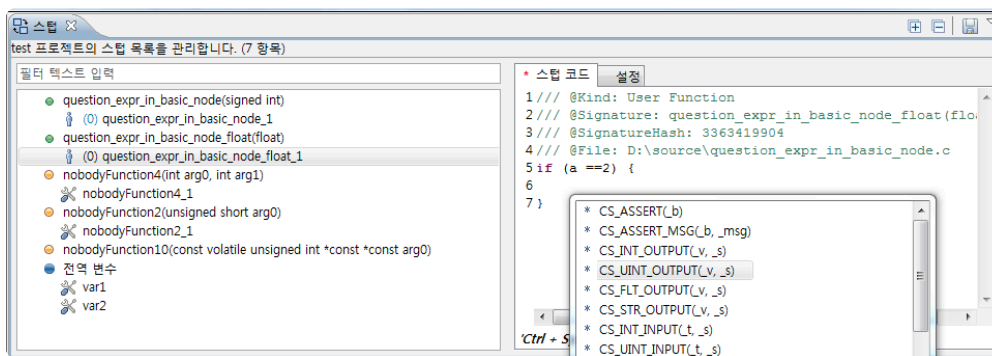 스텁
test 프로젝트의 스텁 목록을 관리합니다. (7 항목)
필터 텍스트 입력
question_expr_in_basic_node(signed int)
(0) question_expr_in_basic_node_1
question_expr_in_basic_node_float(float)
(0) question_expr_in_basic_node_float_1
nobodyFunction4(int arg0, int arg1)
nobodyFunction4_1
nobodyFunction2(unsigned short arg0)
nobodyFunction2_1
nobodyFunction10(const volatile unsigned int *const *const arg0)
전역 변수
var1
var2
* 스텁 코드 설정
1 /// @Kind: User Function
2 /// @Signature: question_expr_in_basic_node_float(floa
3 /// @SignatureHash: 3363419904
4 /// @File: D:\source\question_expr_in_basic_node.c
5 if (a ==2) {
6
7 }
* CS_ASSERT(_b)
* CS_ASSERT_MSG(_b, _msg)
* CS_INT_OUTPUT(_v, _s)
* CS_UINT_OUTPUT(_v, _s)
* CS_FLT_OUTPUT(_v, _s)
* CS_STR_OUTPUT(_v, _s)
* CS_INT_INPUT(_t, _s)
* CS_UINT_INPUT(_t, _s)
'Ctrl + S